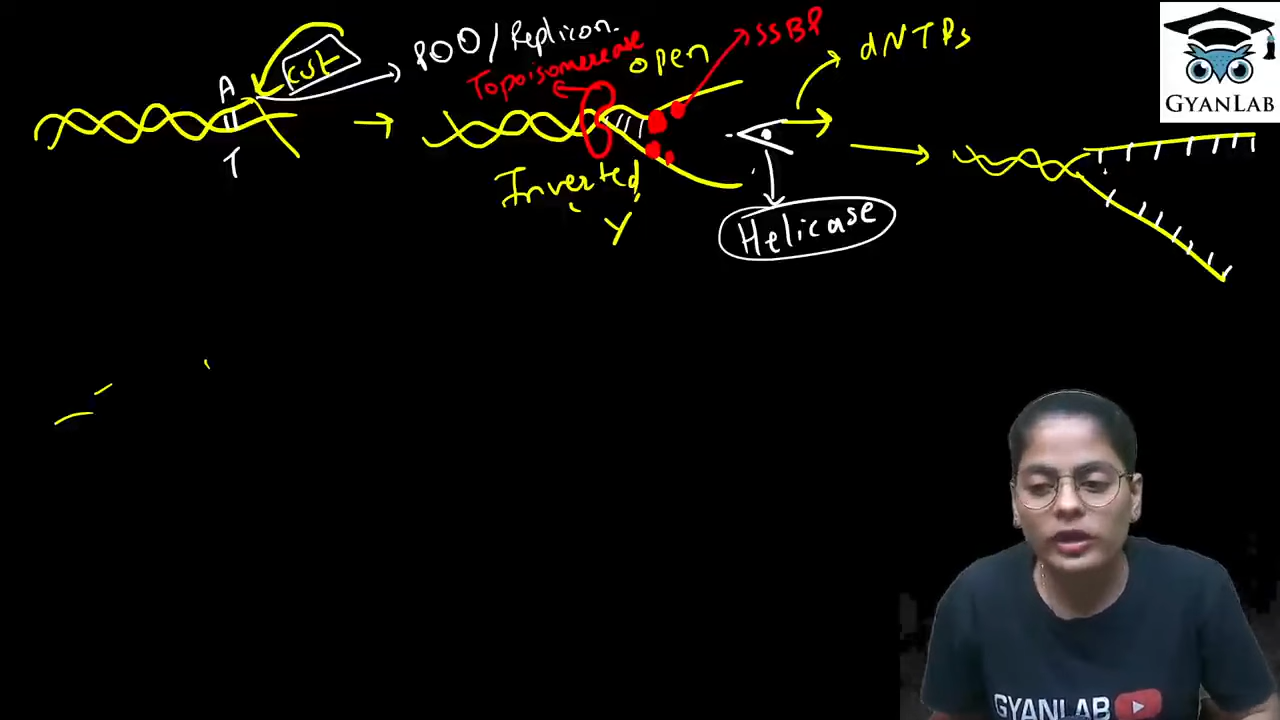 cut
A
T
POO/Replicon.
Topoisomerase
open
SSBP
dNTPs
Inverted
'Y'
Helicase
GYANLAB
GYANLAB